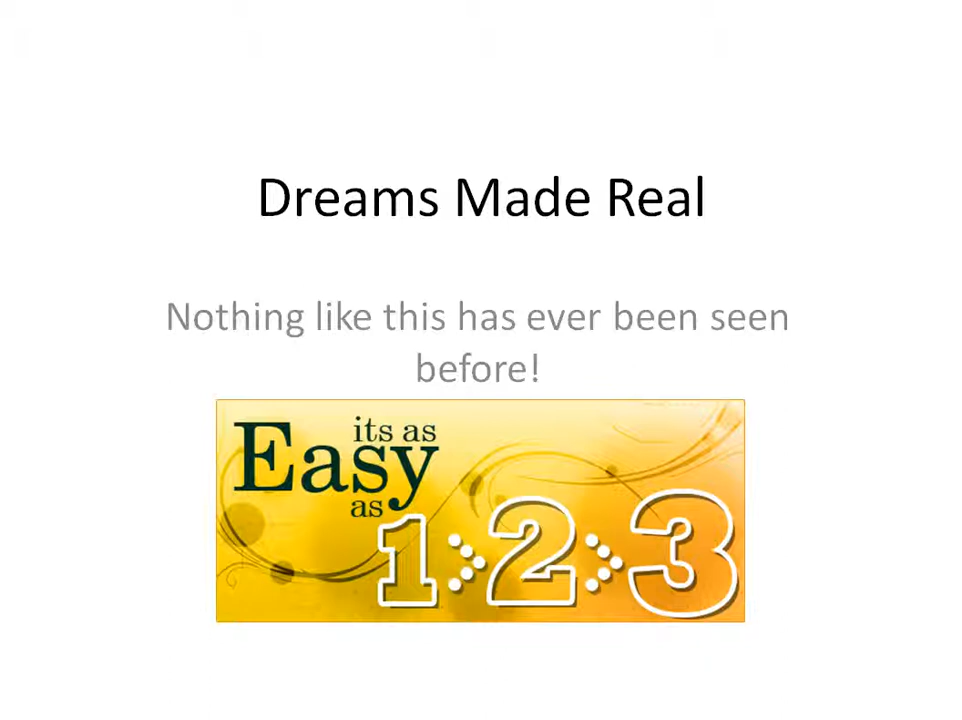 Dreams Made Real
Nothing like this has ever been seen
before!
its as
Easy
as
1 2 3